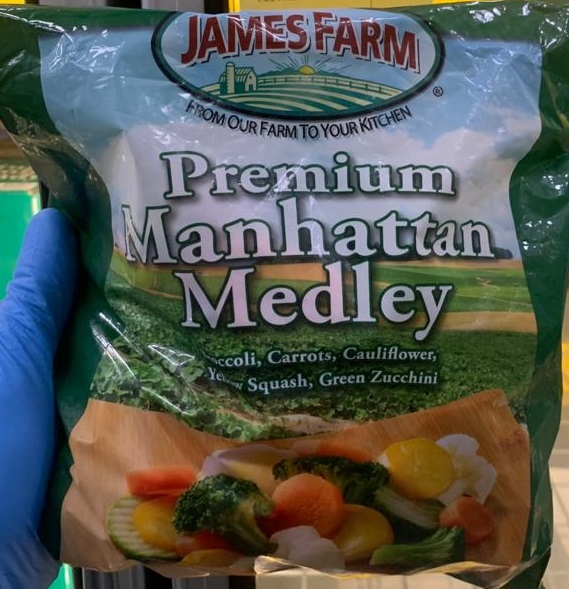 JAMES FARM
®
FROM OUR FARM TO YOUR KITCHEN
Premium
Manhattan
Medley
Carrots, Cauliflower,
Squash, Green Zucchini